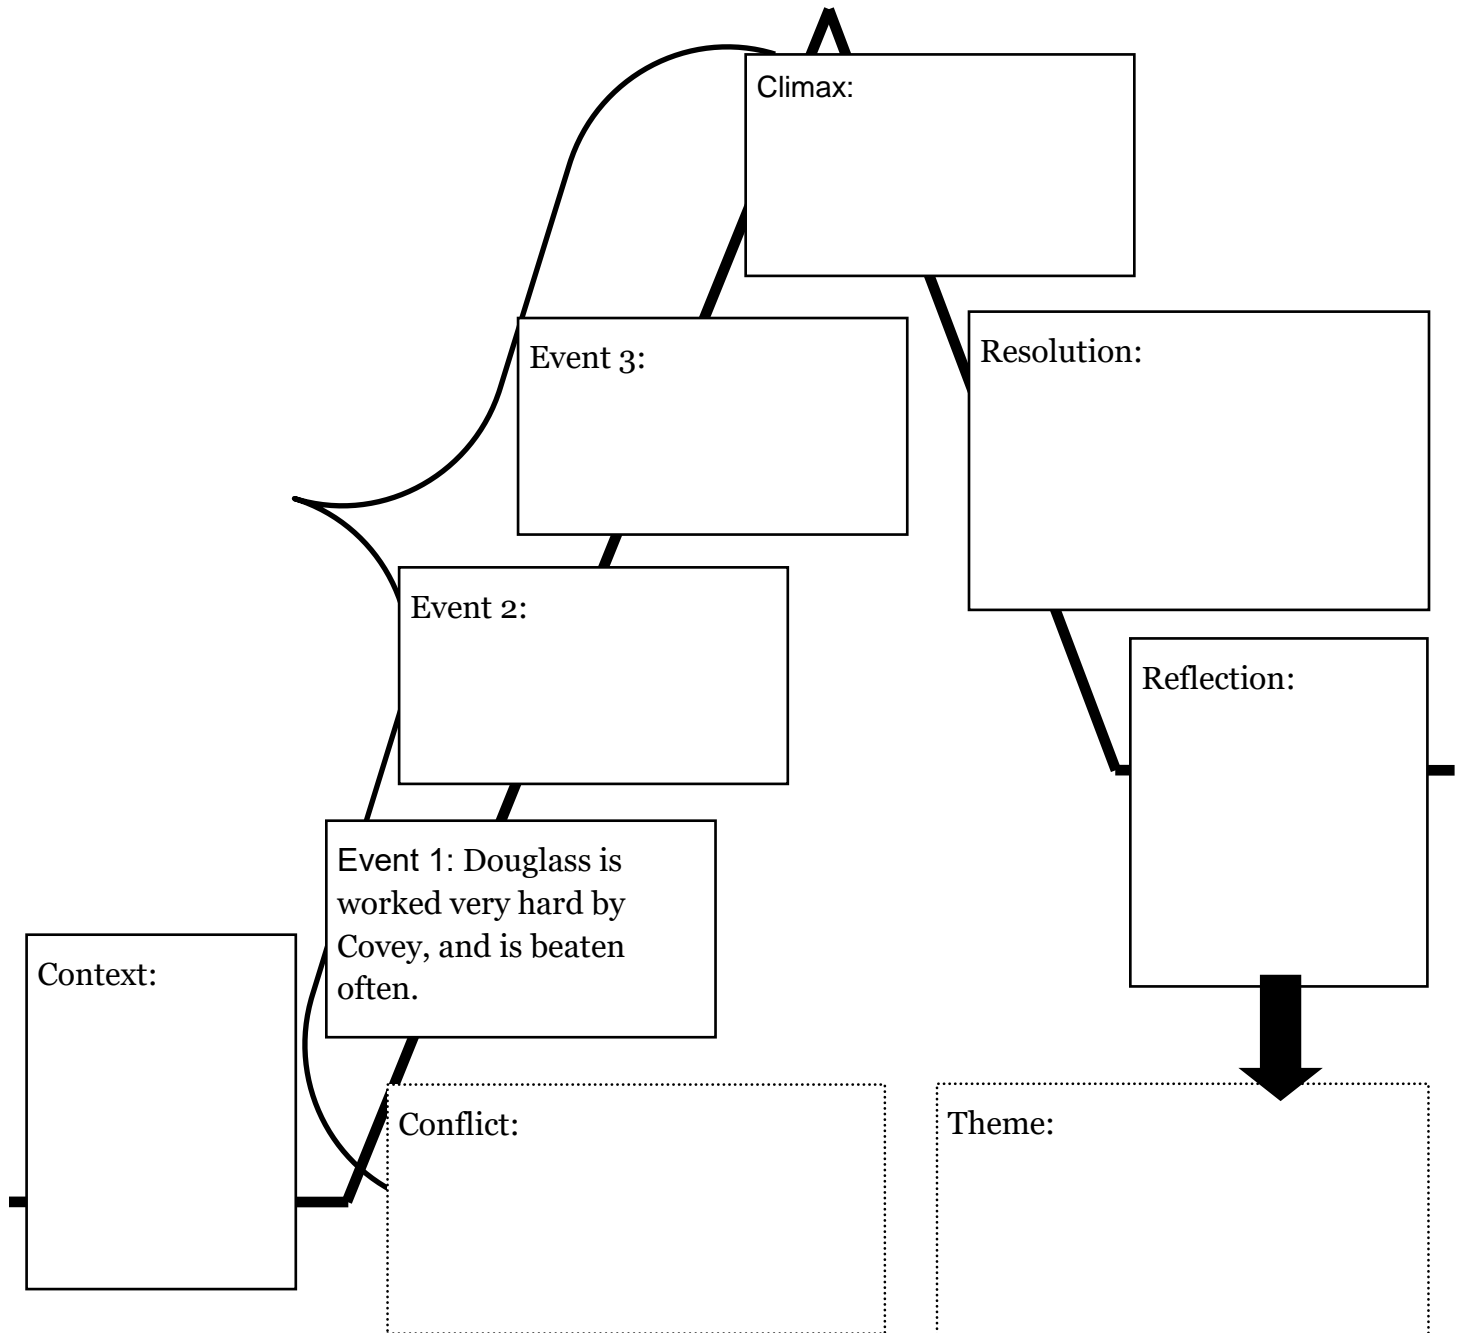 Climax:
Event 3:
Resolution:
Event 2:
Reflection:
Event 1: Douglass is
worked very hard by
Covey, and is beaten
often.
Context:
Conflict:
Theme: